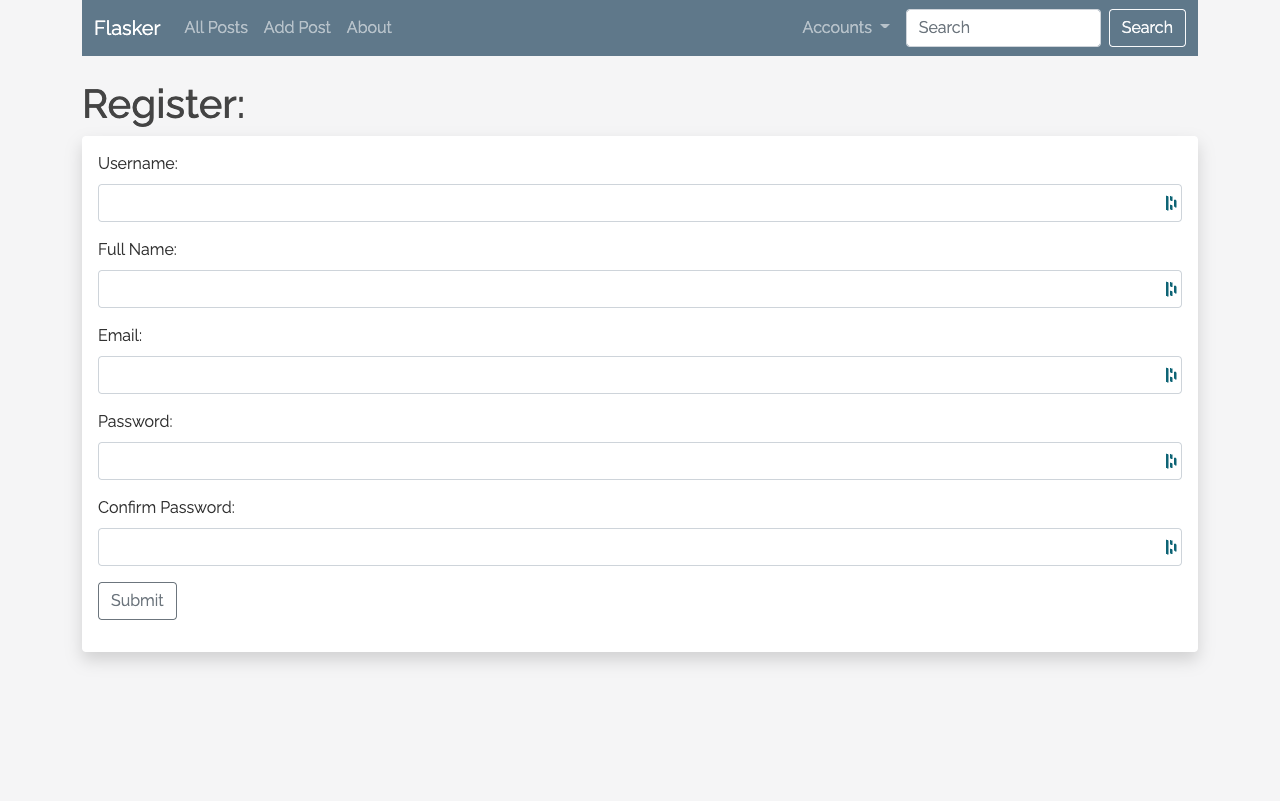 Flasker All Posts Add Post About Accounts Search Search
Register:
Username:
Full Name:
Email:
Password:
Confirm Password:
Submit